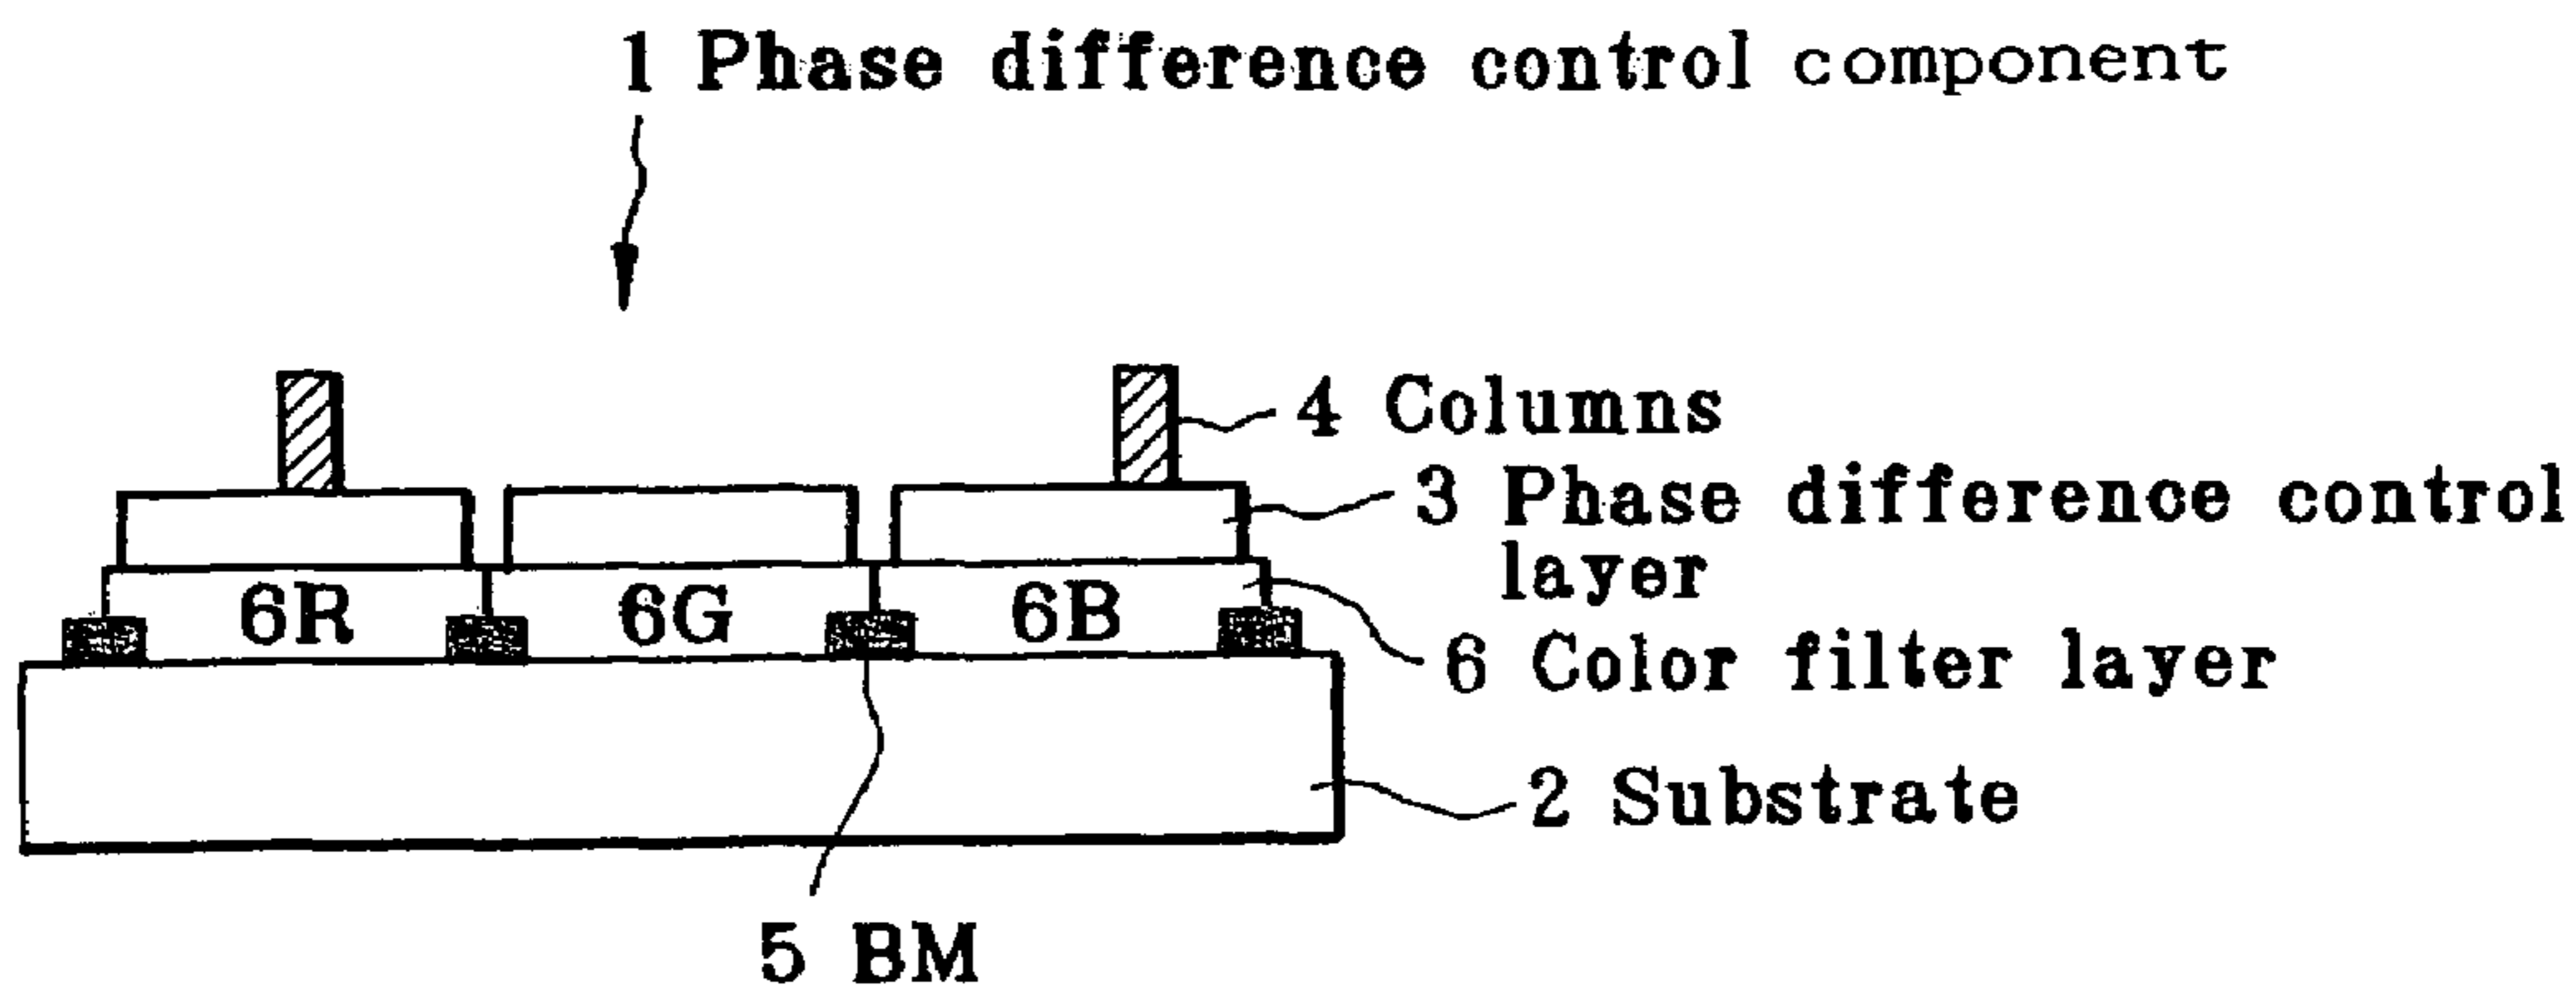 1 Phase difference control component
4 Columns
3 Phase difference control
layer
6R 6G 6B
6 Color filter layer
2 Substrate
5 BM